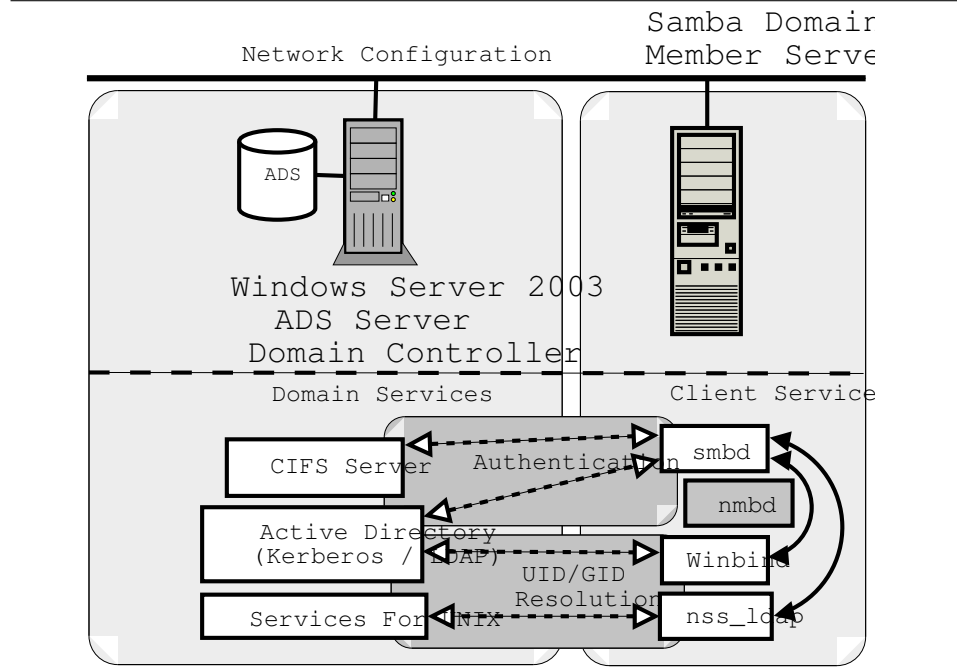 Samba Domain
Network Configuration
Member Serve
ADS
Windows Server 2003
ADS Server
Domain Controller
Domain Services
Client Service
CIFS Server
Authentication
smbd
nmbd
Active Directory
(Kerberos / LDAP)
UID/GID
Resolution
Winbind
Services For UNIX
nss_ldap